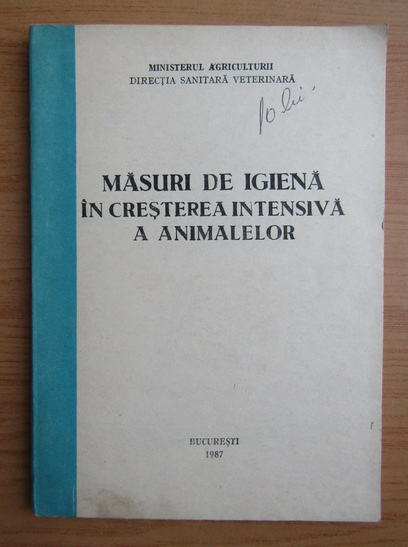 MINISTERUL AGRICULTURII
DIRECȚIA SANITARĂ VETERINARĂ
MĂSURI DE IGIENĂ
ÎN CREȘTEREA INTENSIVĂ
A ANIMALELOR
BUCUREȘTI
1987